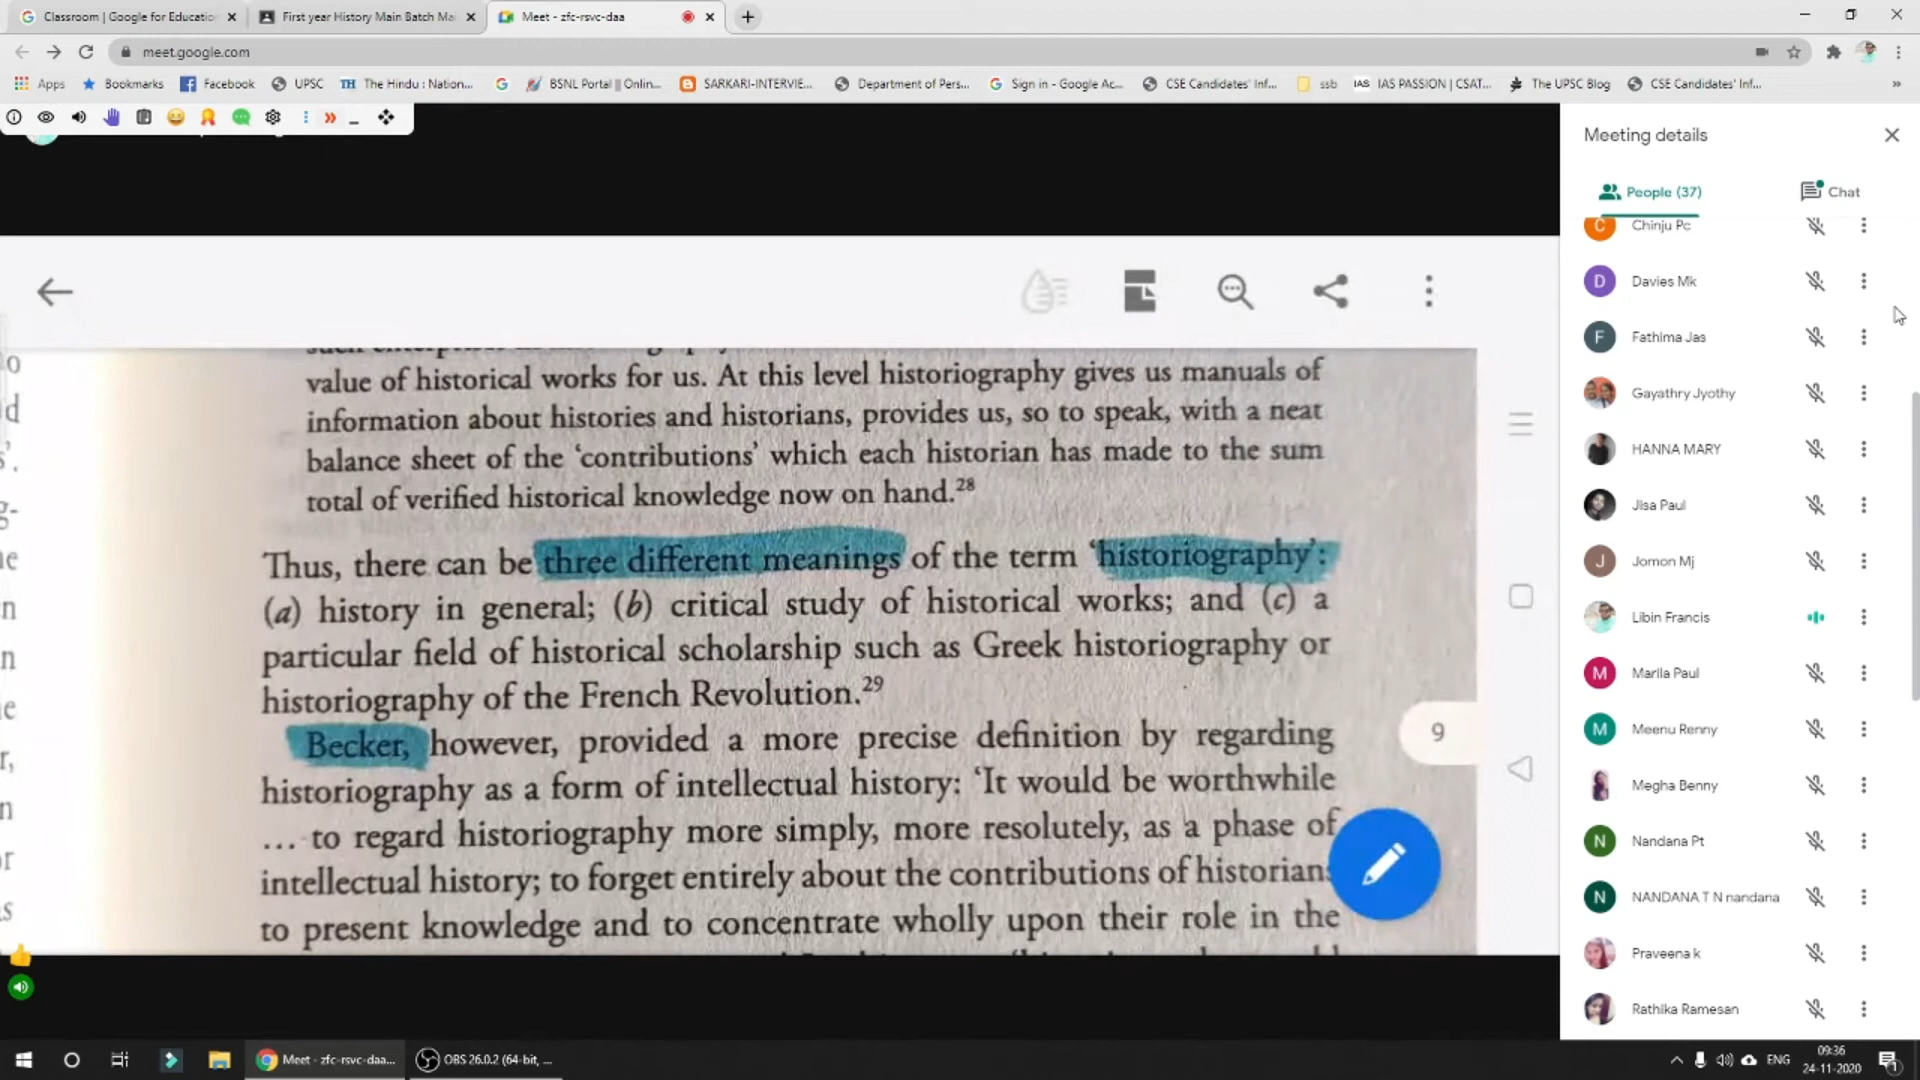 Classroom | Google for Educatio
First year History Main Batch Mai
Meet - zfc-rsvc-daa
meet.google.com
Apps
Bookmarks
Facebook
UPSC
TH The Hindu : Nation...
BSNL Portal || Onlin...
SARKARI-INTERVIE...
Department of Pers...
Sign in - Google Ac...
CSE Candidates' Inf...
ssb
IAS IAS PASSION | CSAT...
The UPSC Blog
CSE Candidates' Inf...
value of historical works for us. At this level historiography gives us manuals of
information about histories and historians, provides us, so to speak, with a neat
balance sheet of the 'contributions' which each historian has made to the sum
total of verified historical knowledge now on hand.28
Thus, there can be three different meanings of the term 'historiography':
(a) history in general; (b) critical study of historical works; and (c) a
particular field of historical scholarship such as Greek historiography or
historiography of the French Revolution.29
Becker, however, provided a more precise definition by regarding
historiography as a form of intellectual history: 'It would be worthwhile
... to regard historiography more simply, more resolutely, as a phase of
intellectual history; to forget entirely about the contributions of historians
to present knowledge and to concentrate wholly upon their role in the
9
Meeting details
People (37)
Chat
C Chinju Pc
D Davies Mk
F Fathima Jas
Gayathry Jyothy
HANNA MARY
Jisa Paul
J Jomon Mj
Libin Francis
M Marila Paul
M Meenu Renny
Megha Benny
N Nandana Pt
N NANDANA T N nandana
Praveena k
Rathika Ramesan
Meet - zfc-rsvc-daa...
OBS 26.0.2 (64-bit, ...
ENG
09:36
24-11-2020
1